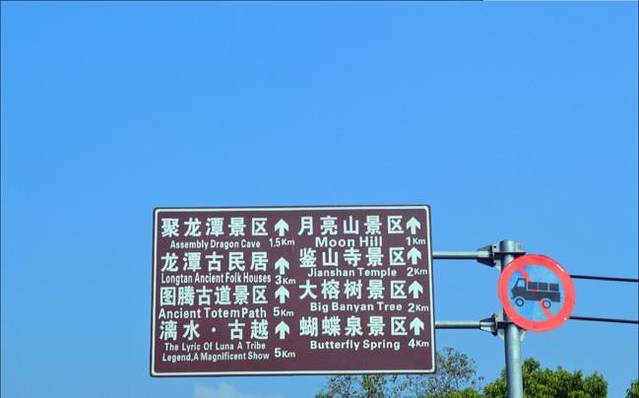 聚龙潭景区
Assembly Dragon Cave 1.5Km
龙潭古民居
Longtan Ancient Folk Houses 3Km
图腾古道景区
Ancient Totem Path 5Km
漓水·古越
The Lyric Of Luna A Tribe
Legend,A Magnificent Show 5Km
月亮山景区
Moon Hill 1Km
鉴山寺景区
Jianshan Temple 2Km
大榕树景区
Big Banyan Tree 2Km
蝴蝶泉景区
Butterfly Spring 4Km